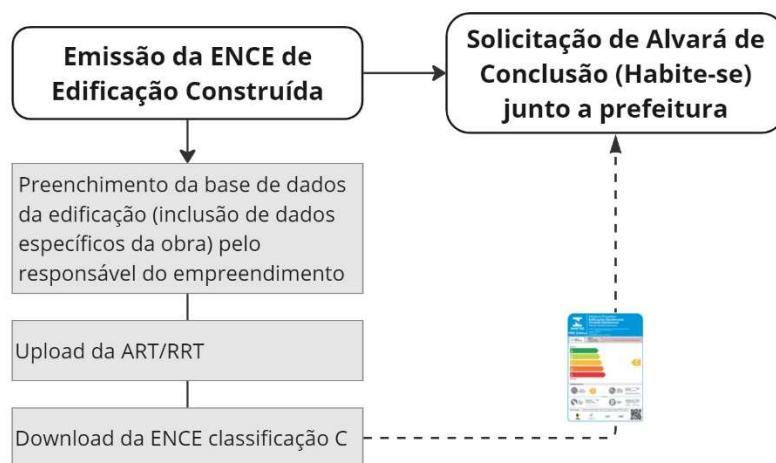 Emissão da ENCE de
Edificação Construída
Solicitação de Alvará de
Conclusão (Habite-se)
junto a prefeitura
Preenchimento da base de dados
da edificação (inclusão de dados
específicos da obra) pelo
responsável do empreendimento
Upload da ART/RRT
Download da ENCE classificação C